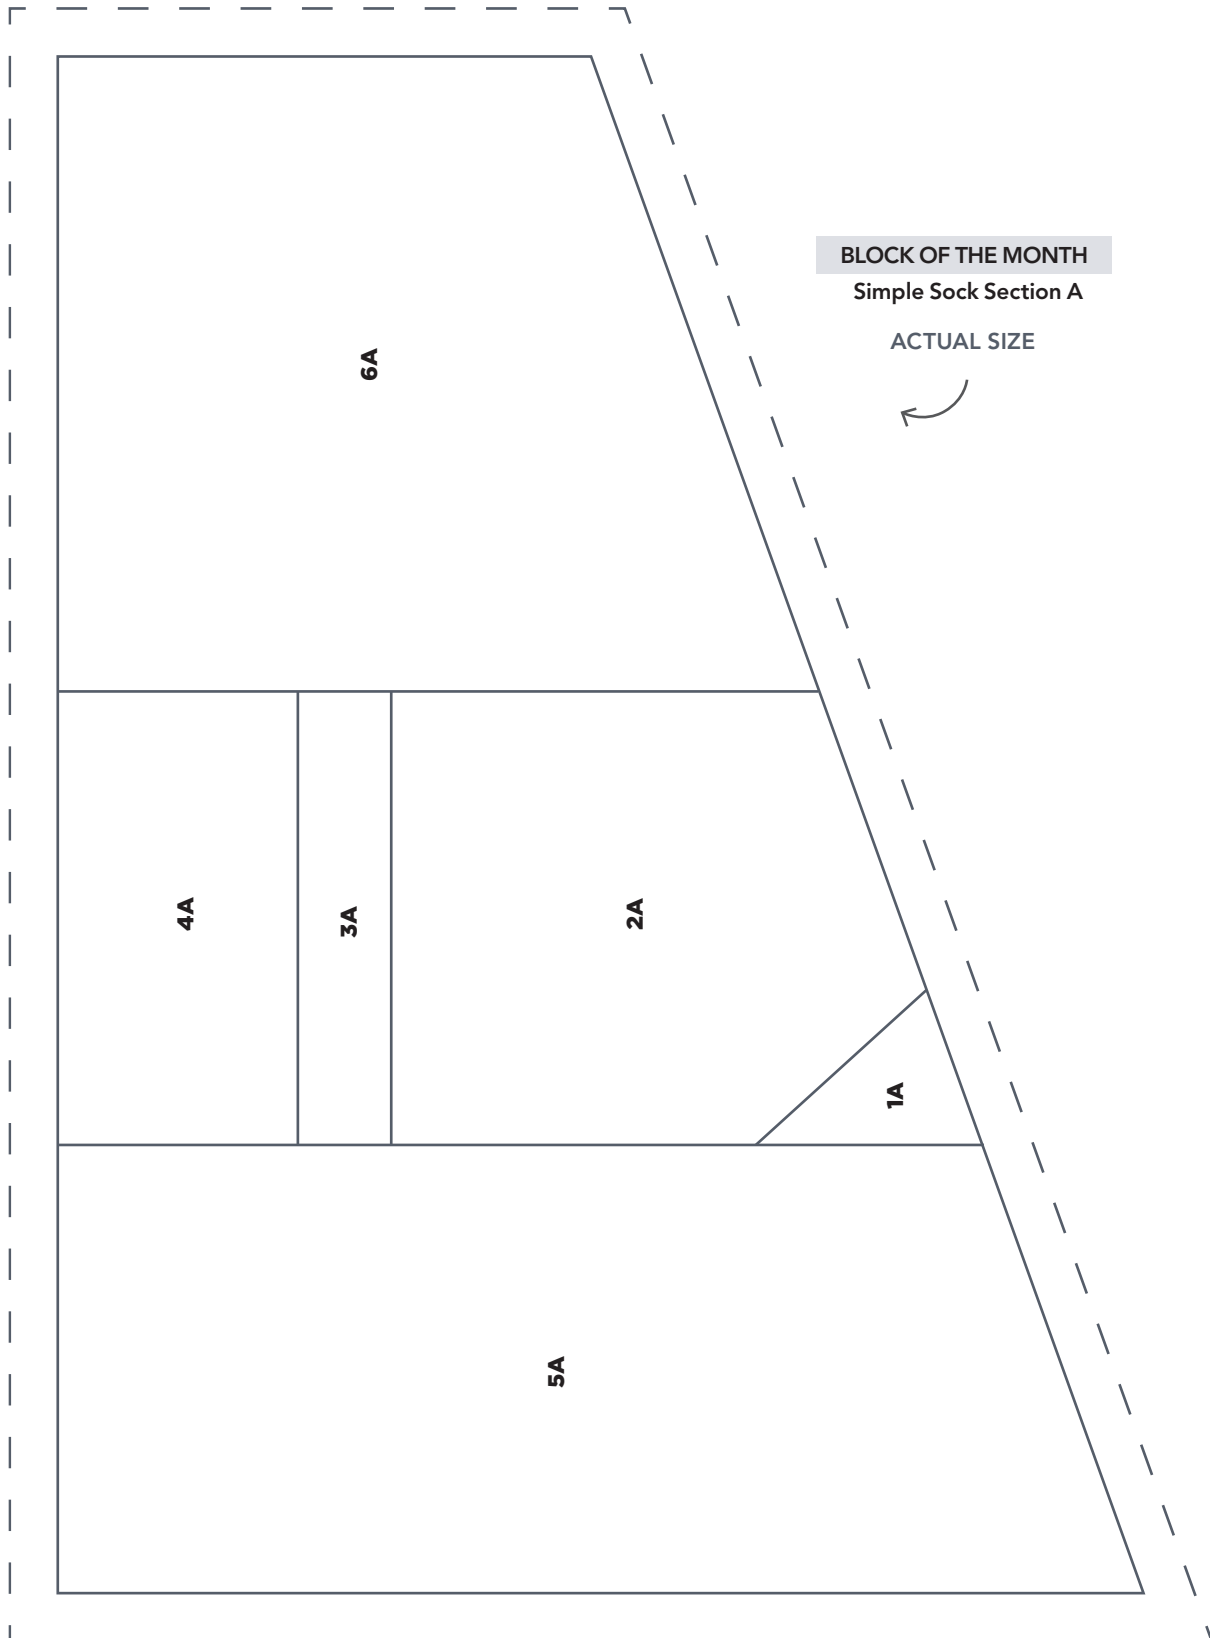 BLOCK OF THE MONTH
Simple Sock Section A
ACTUAL SIZE
6A
4A
3A
2A
1A
5A